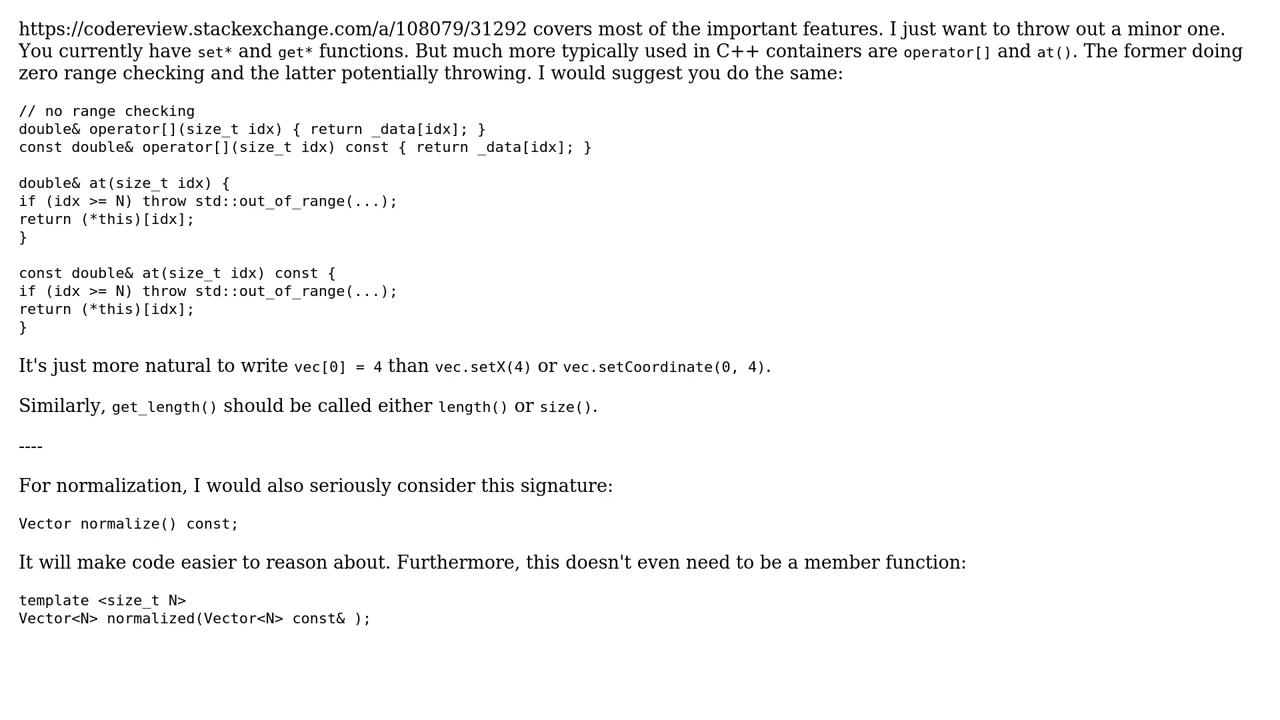 https://codereview.stackexchange.com/a/108079/31292 covers most of the important features. I just want to throw out a minor one.
You currently have set* and get* functions. But much more typically used in C++ containers are operator[] and at(). The former doing
zero range checking and the latter potentially throwing. I would suggest you do the same:
// no range checking
double& operator[](size_t idx) { return _data[idx]; }
const double& operator[](size_t idx) const { return _data[idx]; }
double& at(size_t idx) {
if (idx >= N) throw std::out_of_range(...);
return (*this)[idx];
}
const double& at(size_t idx) const {
if (idx >= N) throw std::out_of_range(...);
return (*this)[idx];
}
It's just more natural to write vec[0] = 4 than vec.setX(4) or vec.setCoordinate(0, 4).
Similarly, get_length() should be called either length() or size().
----
For normalization, I would also seriously consider this signature:
Vector normalize() const;
It will make code easier to reason about. Furthermore, this doesn't even need to be a member function:
template <size_t N>
Vector<N> normalized(Vector<N> const& );